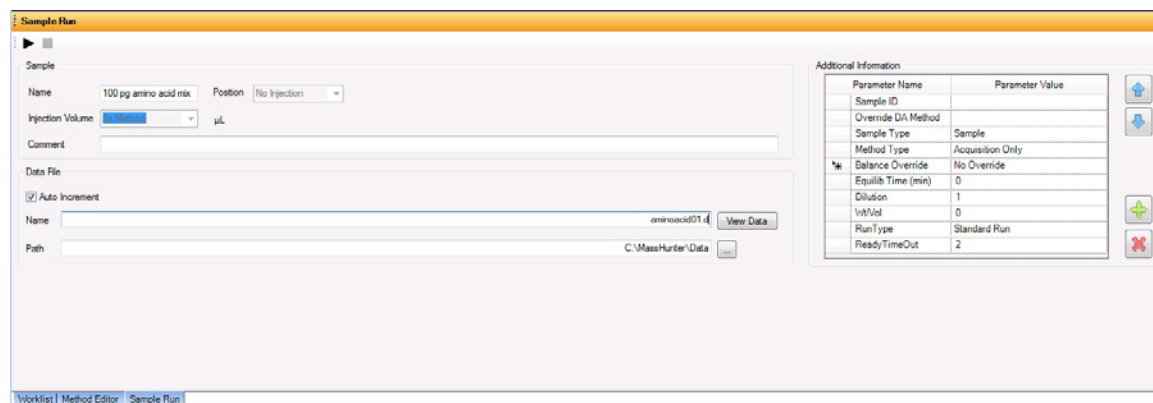 Sample Run
Sample
Name 100 pg amino acid mix Position No Injection
Injection Volume As Method µL
Comment
Data File
Auto Increment
Name aminoacid01.d View Data
Path C:\MassHunter\Data ...
Additional Information
Parameter Name Parameter Value
Sample ID
Override DA Method
Sample Type Sample
Method Type Acquisition Only
Balance Override No Override
Equilib Time (min) 0
Dilution 1
Wt/Vol 0
RunType Standard Run
ReadyTimeOut 2
Worklist Method Editor Sample Run